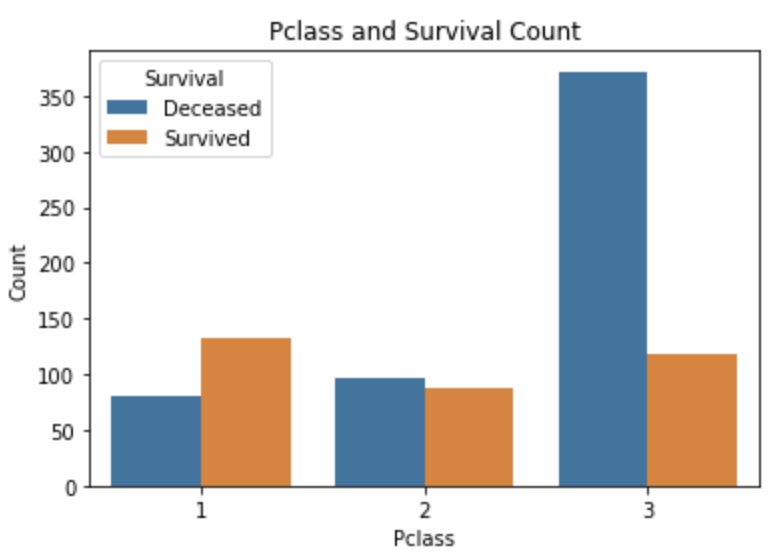 Pclass and Survival Count
Survival
Deceased
Survived
350
300
250
200
150
100
50
0
Count
1 2 3
Pclass